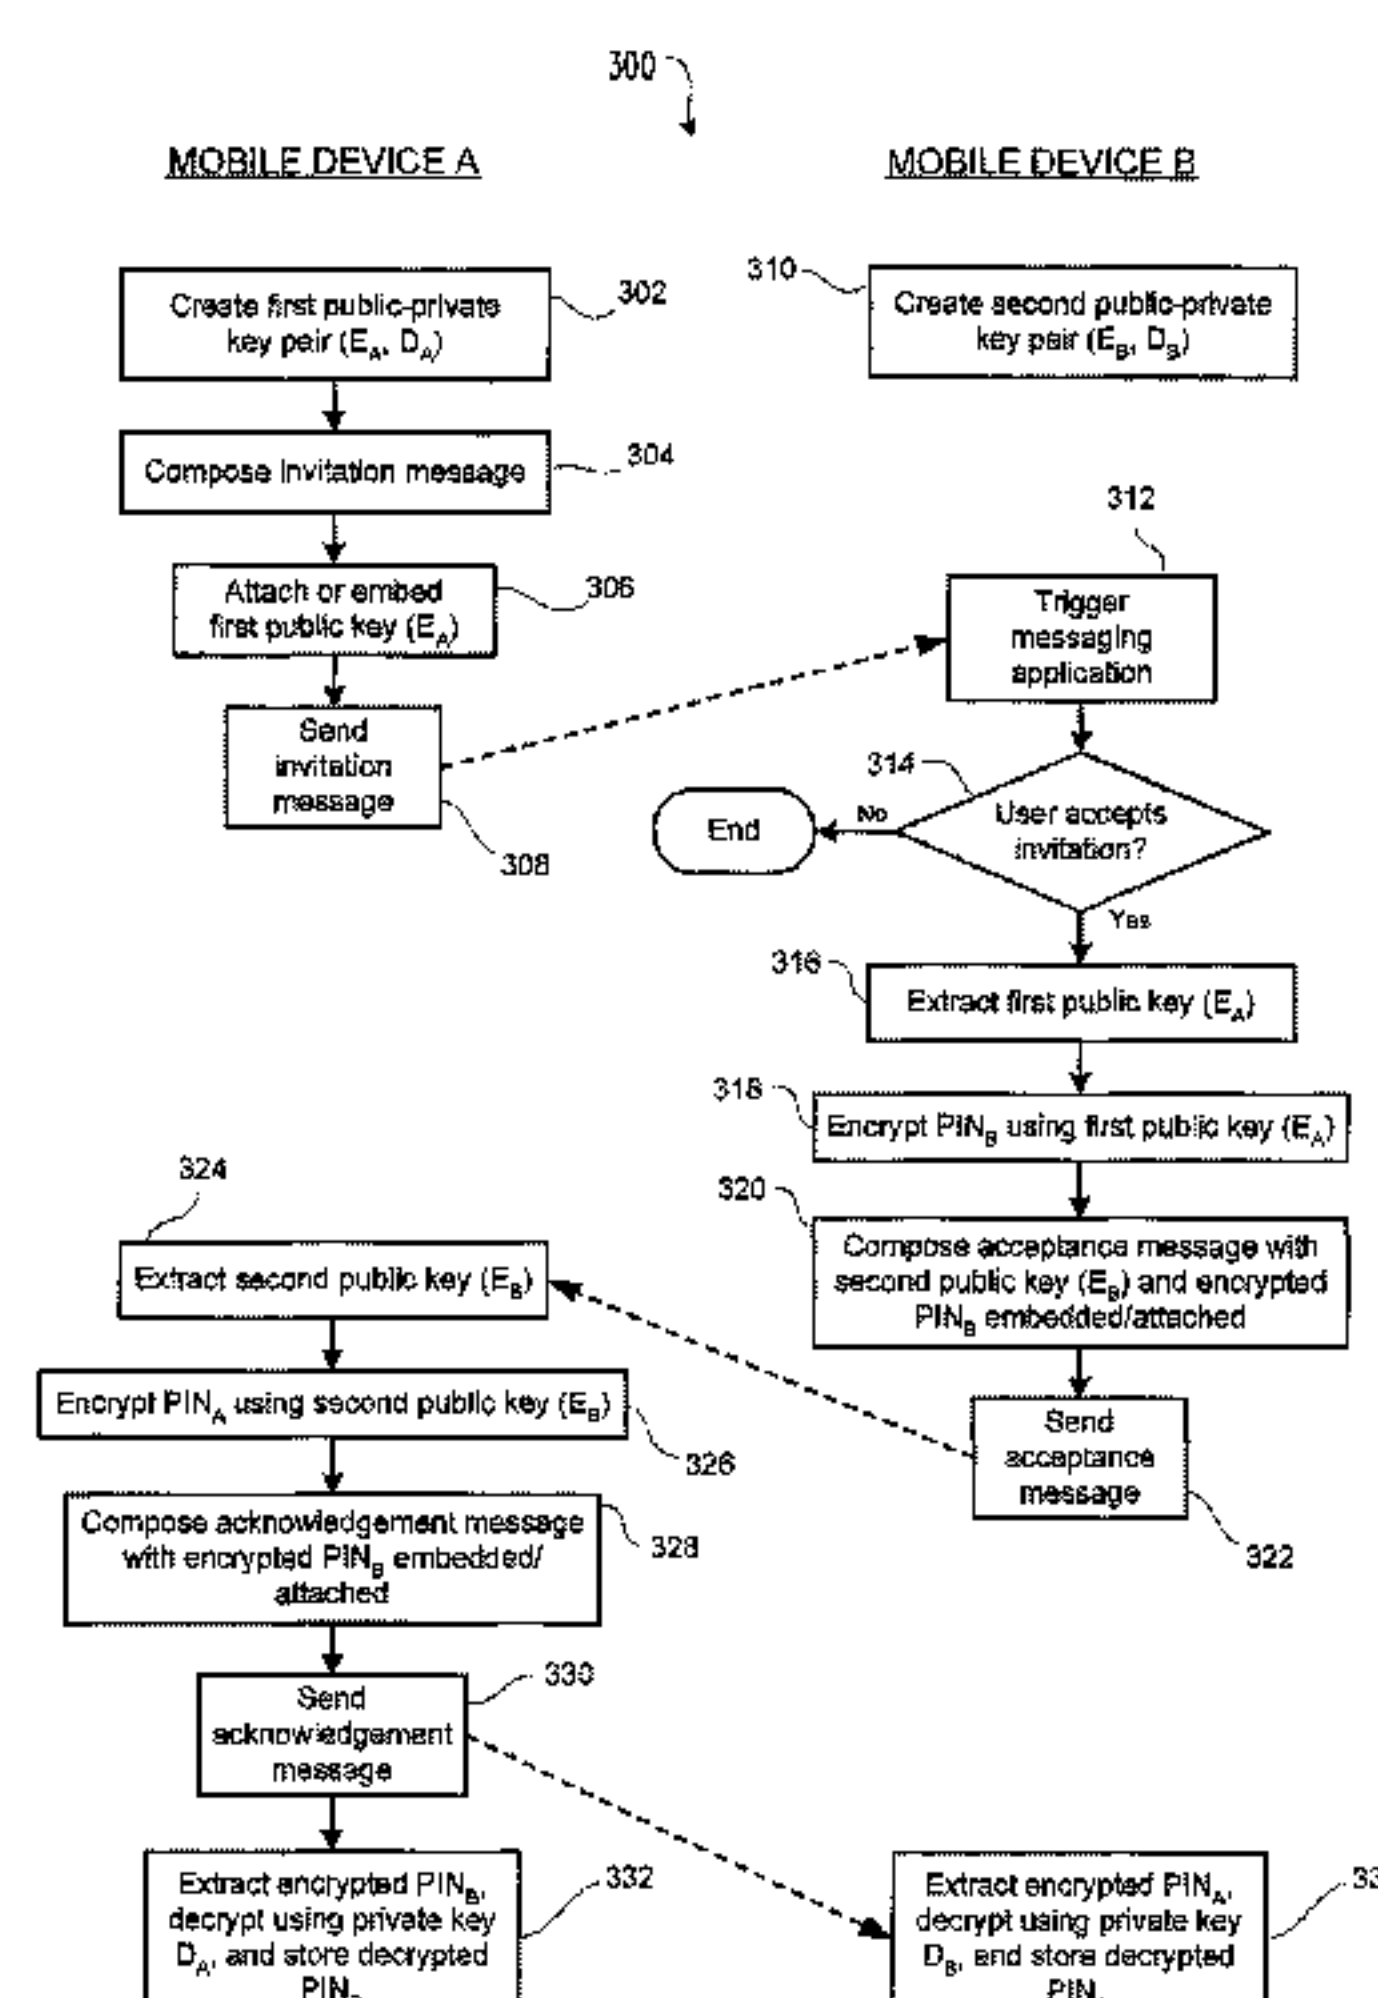 300
MOBILE DEVICE A
MOBILE DEVICE B
302
Create first public-private
key pair (EA, DA)
310
Create second public-private
key pair (EB, DB)
304
Compose invitation message
306
Attach or embed
first public key (EA)
Send
invitation
message
308
312
Trigger
messaging
application
314
User accepts
invitation?
No
End
Yes
316
Extract first public key (EA)
318
Encrypt PINB using first public key (EA)
320
Compose acceptance message with
second public key (EB) and encrypted
PINB embedded/attached
Send
acceptance
message
322
324
Extract second public key (EB)
Encrypt PINA using second public key (EB)
326
Compose acknowledgement message
with encrypted PINB embedded/
attached
328
330
Send
acknowledgement
message
332
Extract encrypted PINB,
decrypt using private key
DA, and store decrypted
Extract encrypted PINA,
decrypt using private key
DB, and store decrypted